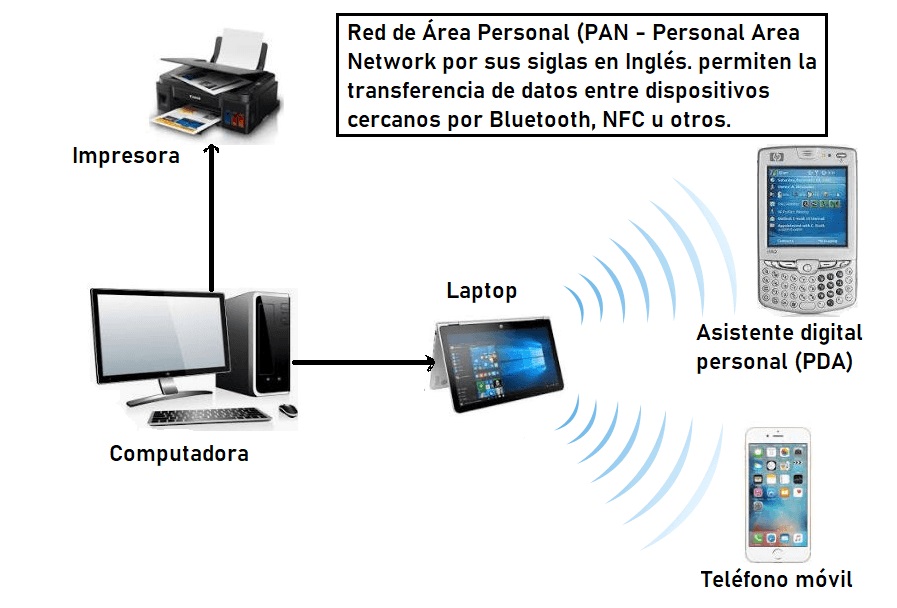 Red de Área Personal (PAN - Personal Area
Network por sus siglas en Inglés. permiten la
transferencia de datos entre dispositivos
cercanos por Bluetooth, NFC u otros.
Impresora
Laptop
Asistente digital
personal (PDA)
Computadora
Teléfono móvil